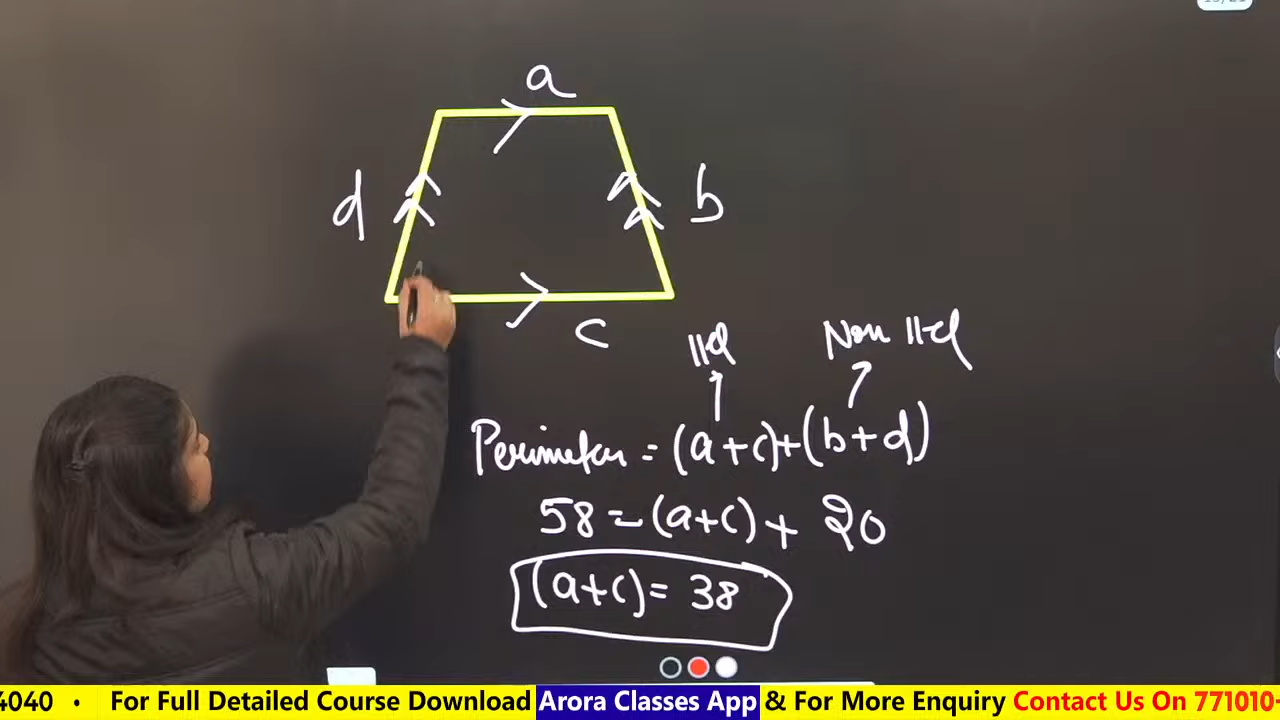 a
d
b
c
||el
Non ||el
Perimeter = (a+c)+(b+d)
58 = (a+c) + 20
(a+c) = 38
4040 • For Full Detailed Course Download Arora Classes App & For More Enquiry Contact Us On 771010